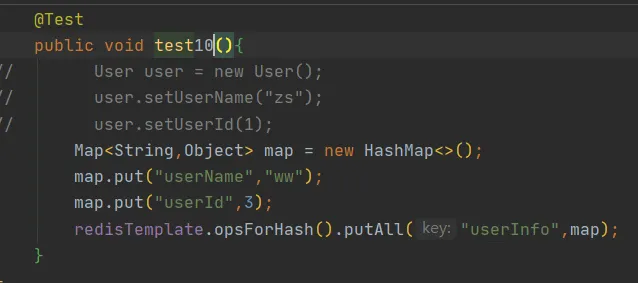 @Test
public void test10(){
//        User user = new User();
//        user.setUserName("zs");
//        user.setUserId(1);
Map<String,Object> map = new HashMap<>();
map.put("userName","ww");
map.put("userId",3);
redisTemplate.opsForHash().putAll( key: "userInfo",map);
}